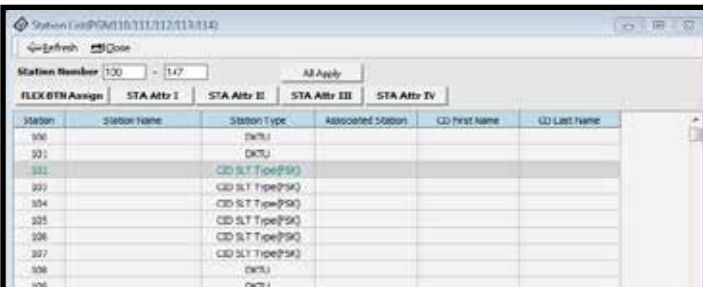 Station List(PGM110/111/112/113/114)
Refresh Close
Station Number 100 - 147 All Apply
FLEX BTN Assign STA Attr I STA Attr II STA Attr III STA Attr IV
Station Station Name Station Type Associated Station CID First Name CID Last Name
100 DKTU
101 DKTU
102 CID SLT Type(FSK)
103 CID SLT Type(FSK)
104 CID SLT Type(FSK)
105 CID SLT Type(FSK)
106 CID SLT Type(FSK)
107 CID SLT Type(FSK)
108 DKTU
109 DKTU